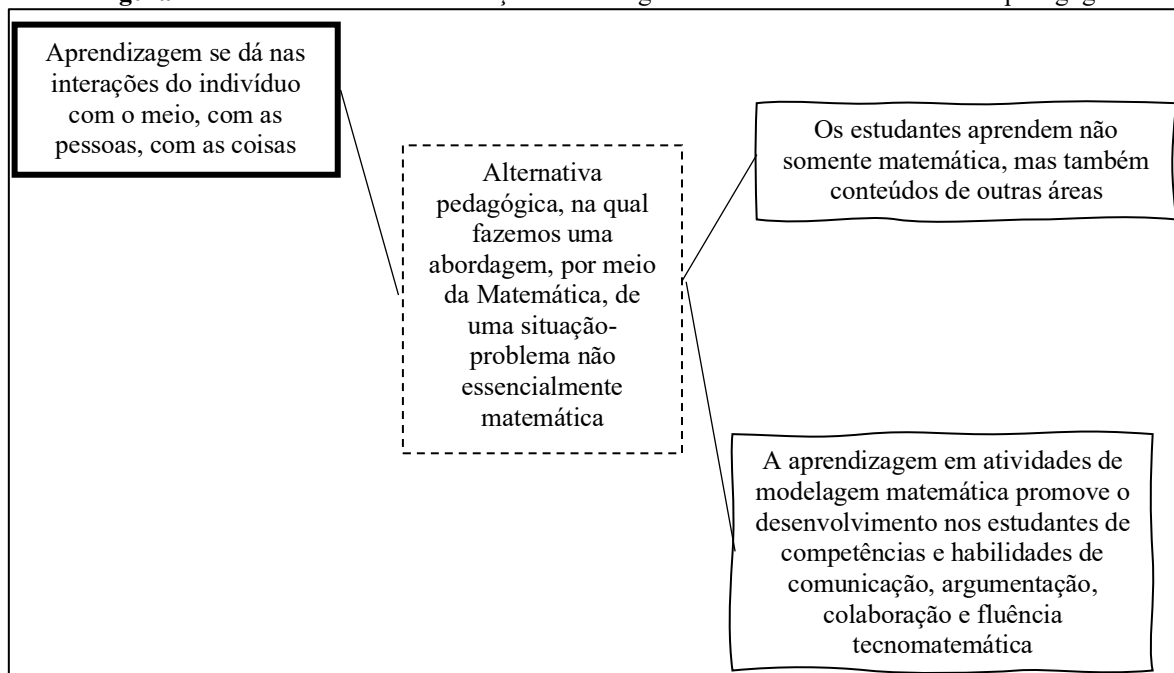 Aprendizagem se dá nas
interações do indivíduo
com o meio, com as
pessoas, com as coisas
Alternativa
pedagógica, na qual
fazemos uma
abordagem, por meio
da Matemática, de
uma situação-
problema não
essencialmente
matemática
Os estudantes aprendem não
somente matemática, mas também
conteúdos de outras áreas
A aprendizagem em atividades de
modelagem matemática promove o
desenvolvimento nos estudantes de
competências e habilidades de
comunicação, argumentação,
colaboração e fluência
tecnomatemática